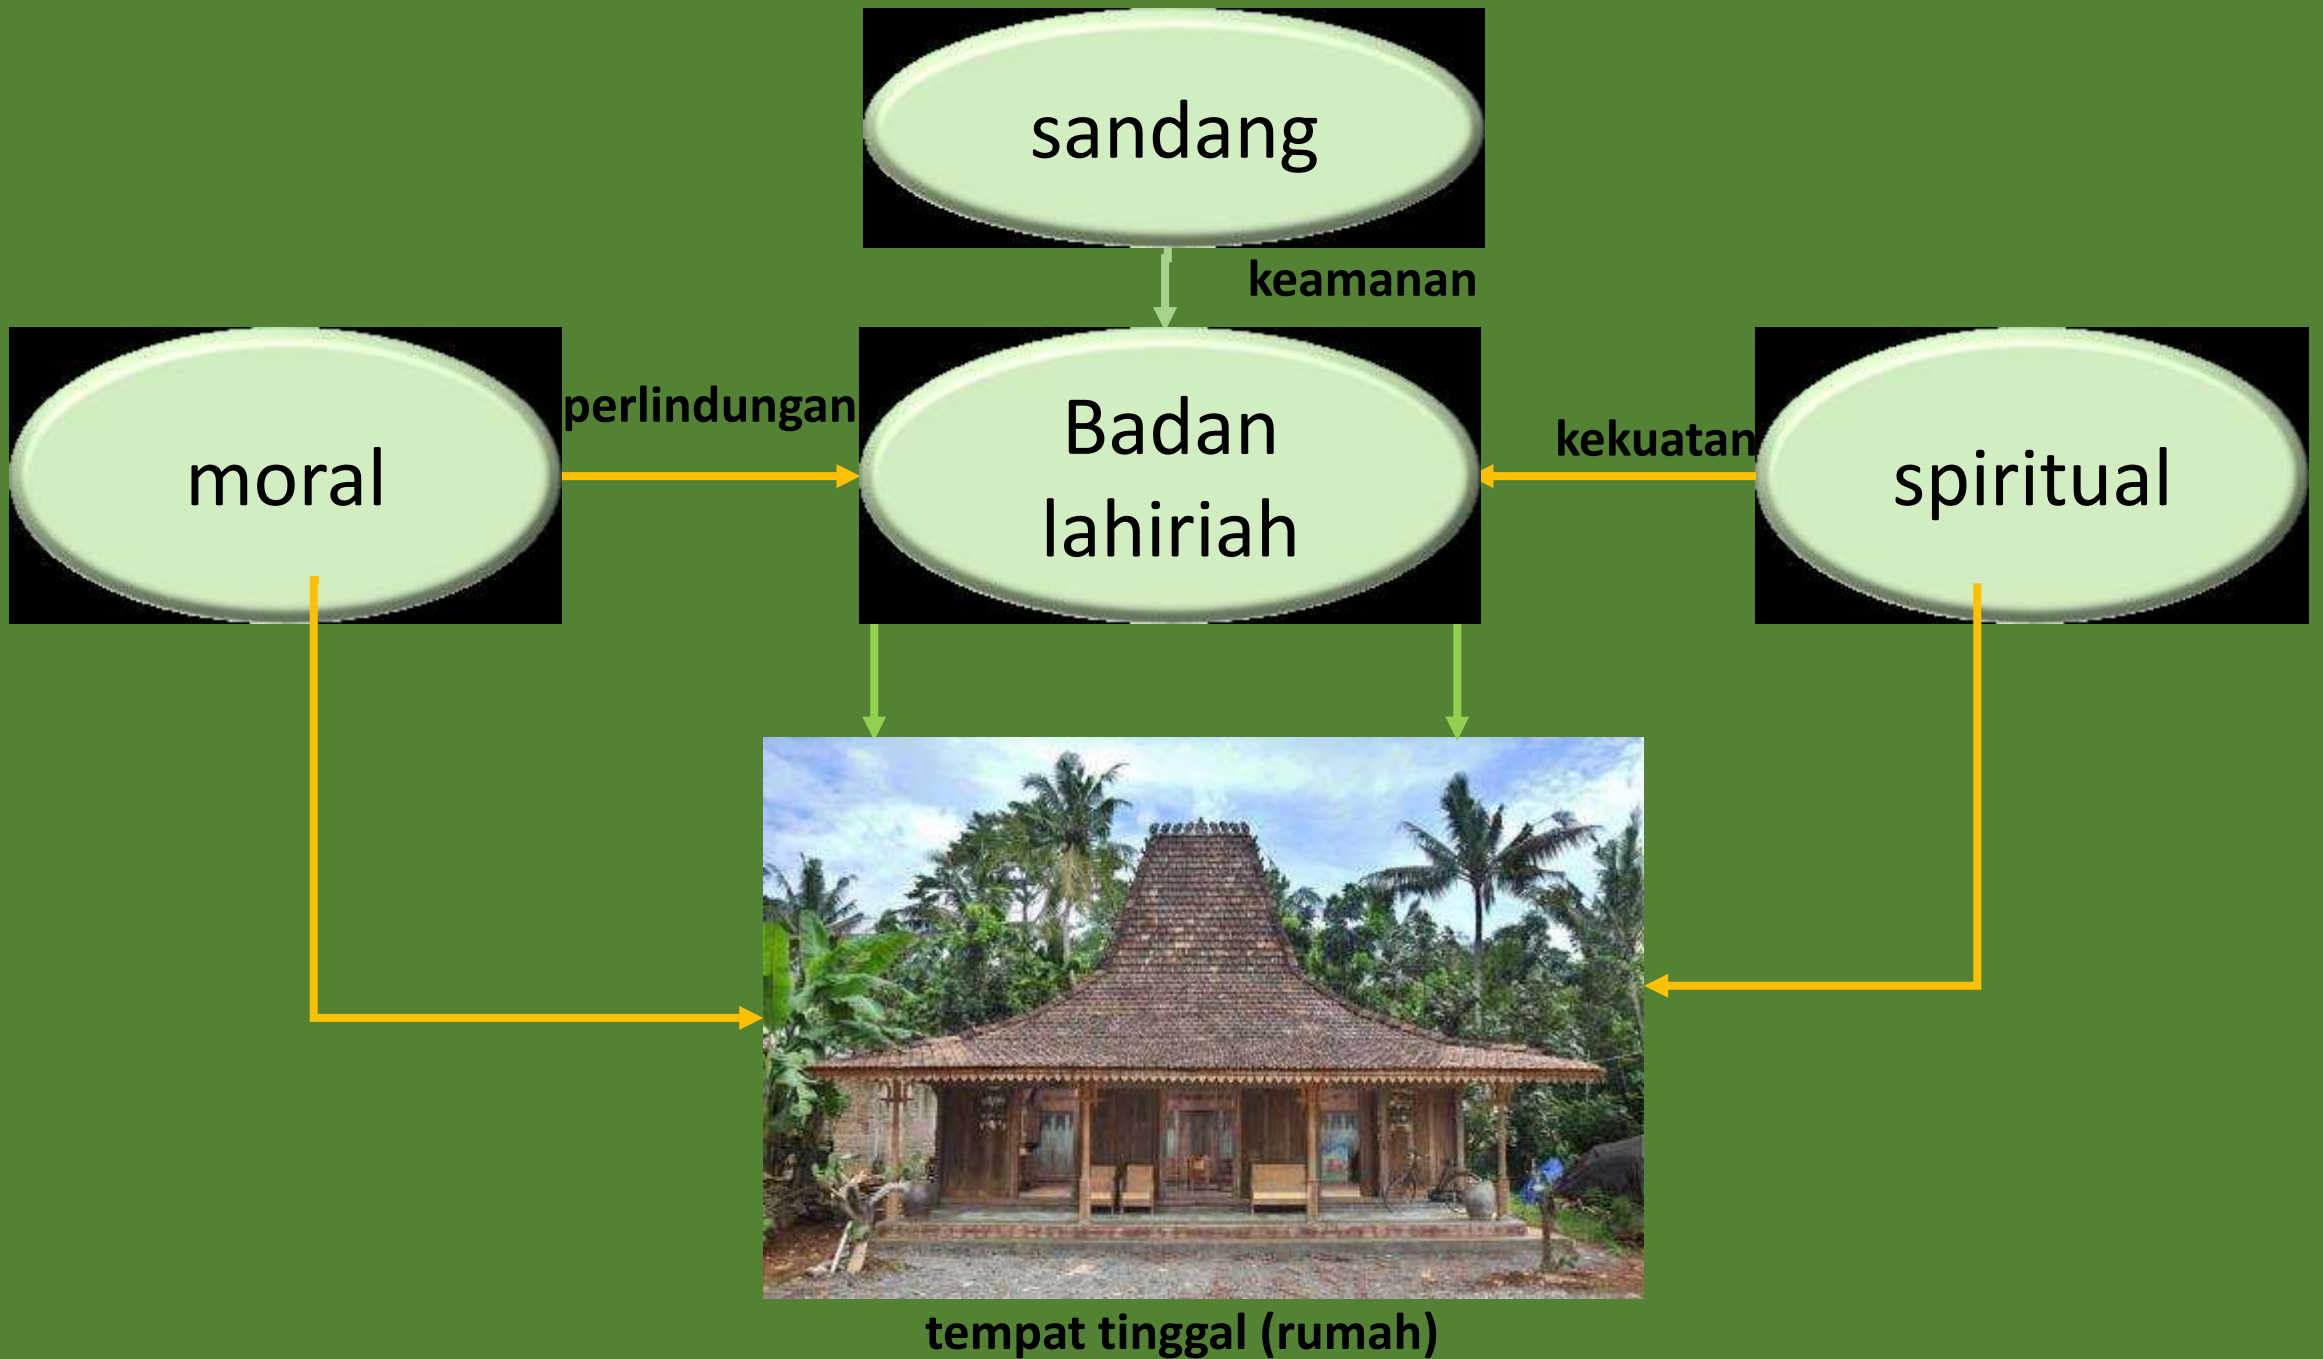 sandang
keamanan
perlindungan
Badan
lahiriah
kekuatan
moral
spiritual
tempat tinggal (rumah)